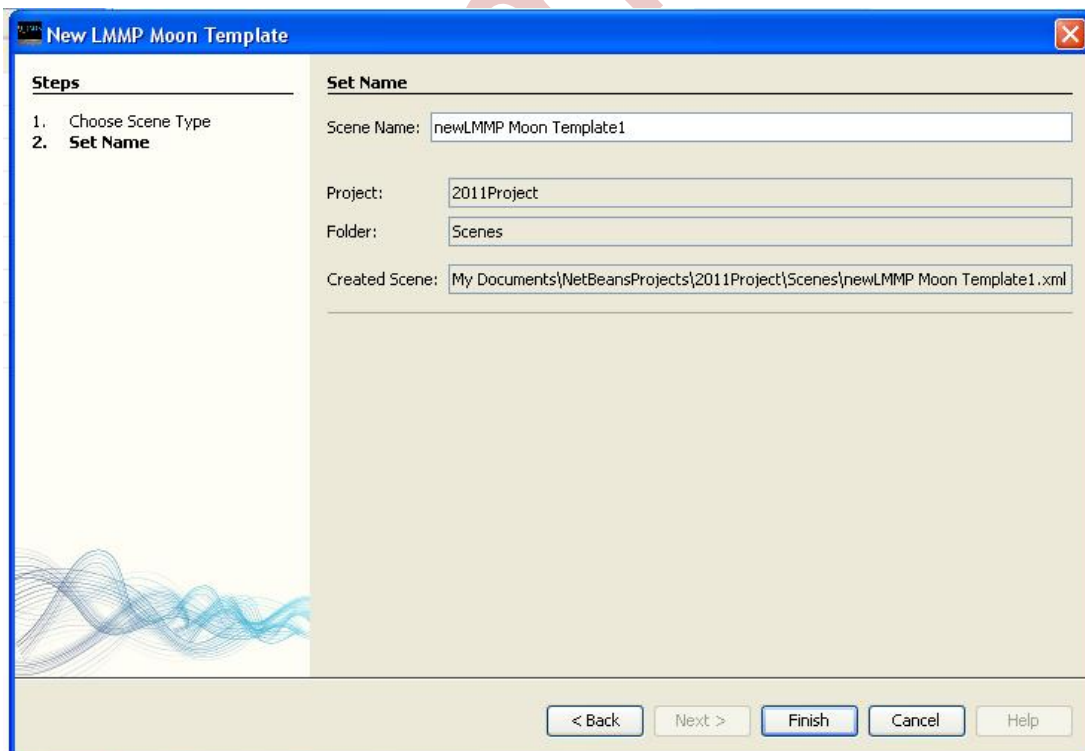 New LMMP Moon Template
Steps
1. Choose Scene Type
2. Set Name
Set Name
Scene Name: newLMMP Moon Template1
Project: 2011Project
Folder: Scenes
Created Scene: My Documents\NetBeansProjects\2011Project\Scenes\newLMMP Moon Template1.xml
< Back Next > Finish Cancel Help